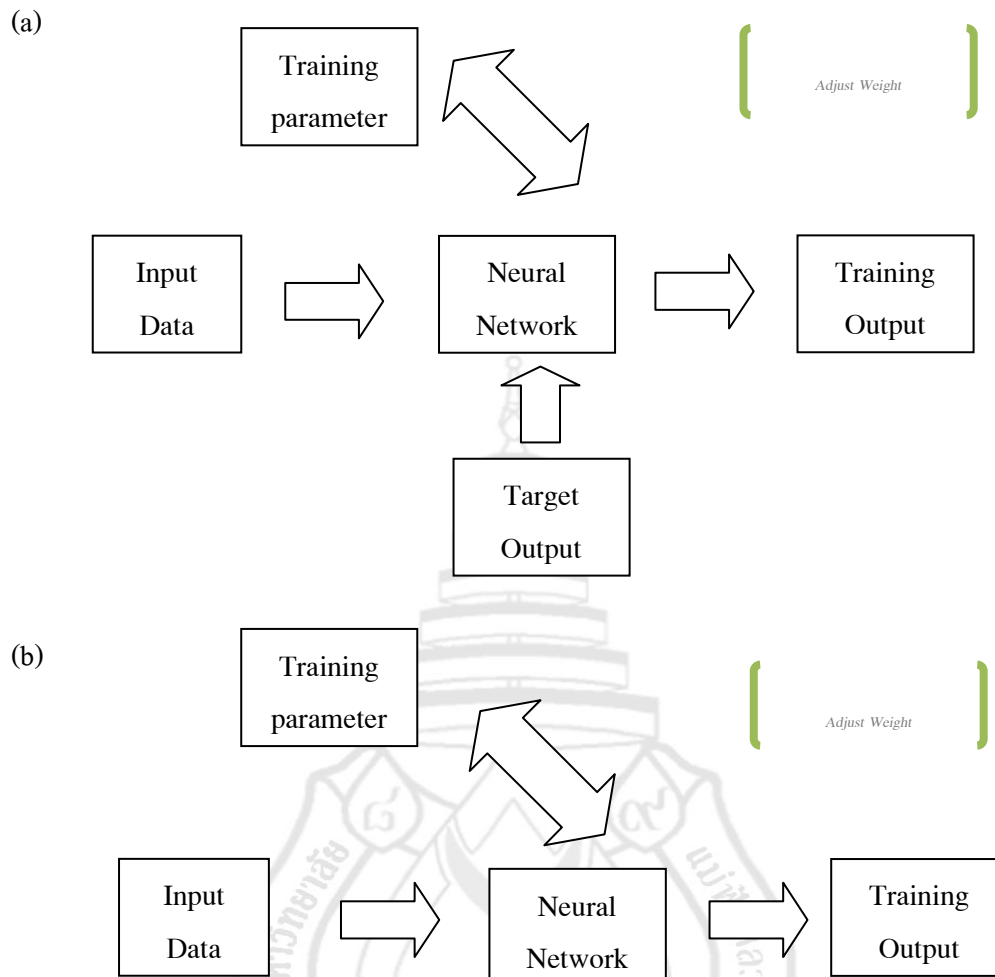 (a)
Training
parameter
Adjust Weight
Input
Data
Neural
Network
Training
Output
Target
Output
(b)
Training
parameter
Adjust Weight
Input
Data
Neural
Network
Training
Output